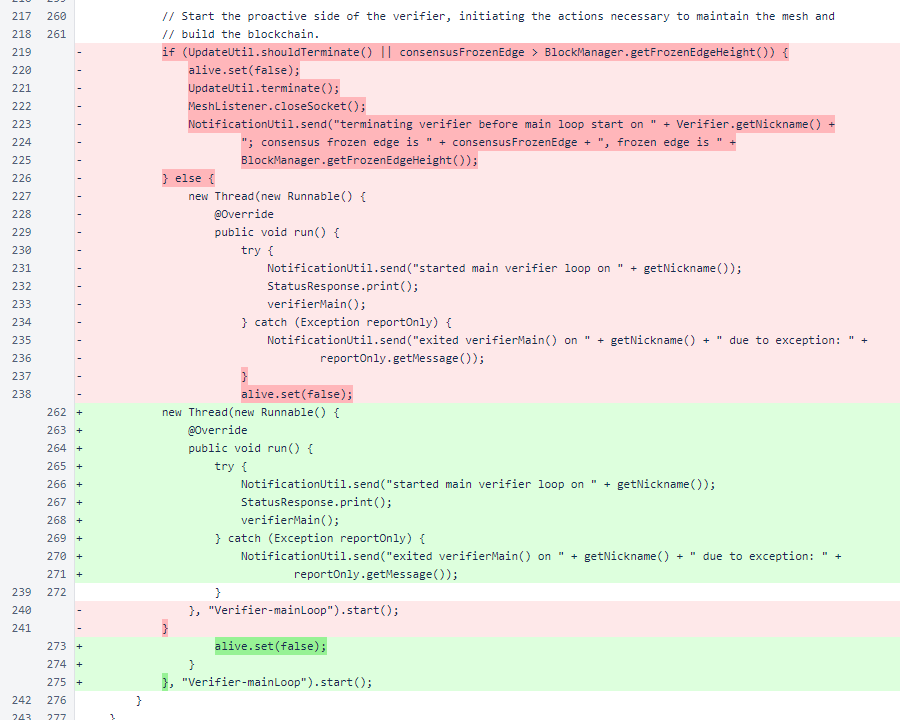 217 260 // Start the proactive side of the verifier, initiating the actions necessary to maintain the mesh and
218 261 // build the blockchain.
219 - if (UpdateUtil.shouldTerminate() || consensusFrozenEdge > BlockManager.getFrozenEdgeHeight()) {
220 - alive.set(false);
221 - UpdateUtil.terminate();
222 - MeshListener.closeSocket();
223 - NotificationUtil.send("terminating verifier before main loop start on " + Verifier.getNickname() +
224 - "; consensus frozen edge is " + consensusFrozenEdge + ", frozen edge is " +
225 - BlockManager.getFrozenEdgeHeight());
226 - } else {
227 - new Thread(new Runnable() {
228 - @Override
229 - public void run() {
230 - try {
231 - NotificationUtil.send("started main verifier loop on " + getNickname());
232 - StatusResponse.print();
233 - verifierMain();
234 - } catch (Exception reportOnly) {
235 - NotificationUtil.send("exited verifierMain() on " + getNickname() + " due to exception: " +
236 - reportOnly.getMessage());
237 - }
238 - alive.set(false);
262 + new Thread(new Runnable() {
263 + @Override
264 + public void run() {
265 + try {
266 + NotificationUtil.send("started main verifier loop on " + getNickname());
267 + StatusResponse.print();
268 + verifierMain();
269 + } catch (Exception reportOnly) {
270 + NotificationUtil.send("exited verifierMain() on " + getNickname() + " due to exception: " +
271 + reportOnly.getMessage());
239 272 }
240 - }, "Verifier-mainLoop").start();
241 - }
273 + alive.set(false);
274 + }
275 + }, "Verifier-mainLoop").start();
242 276 }
243 277 }